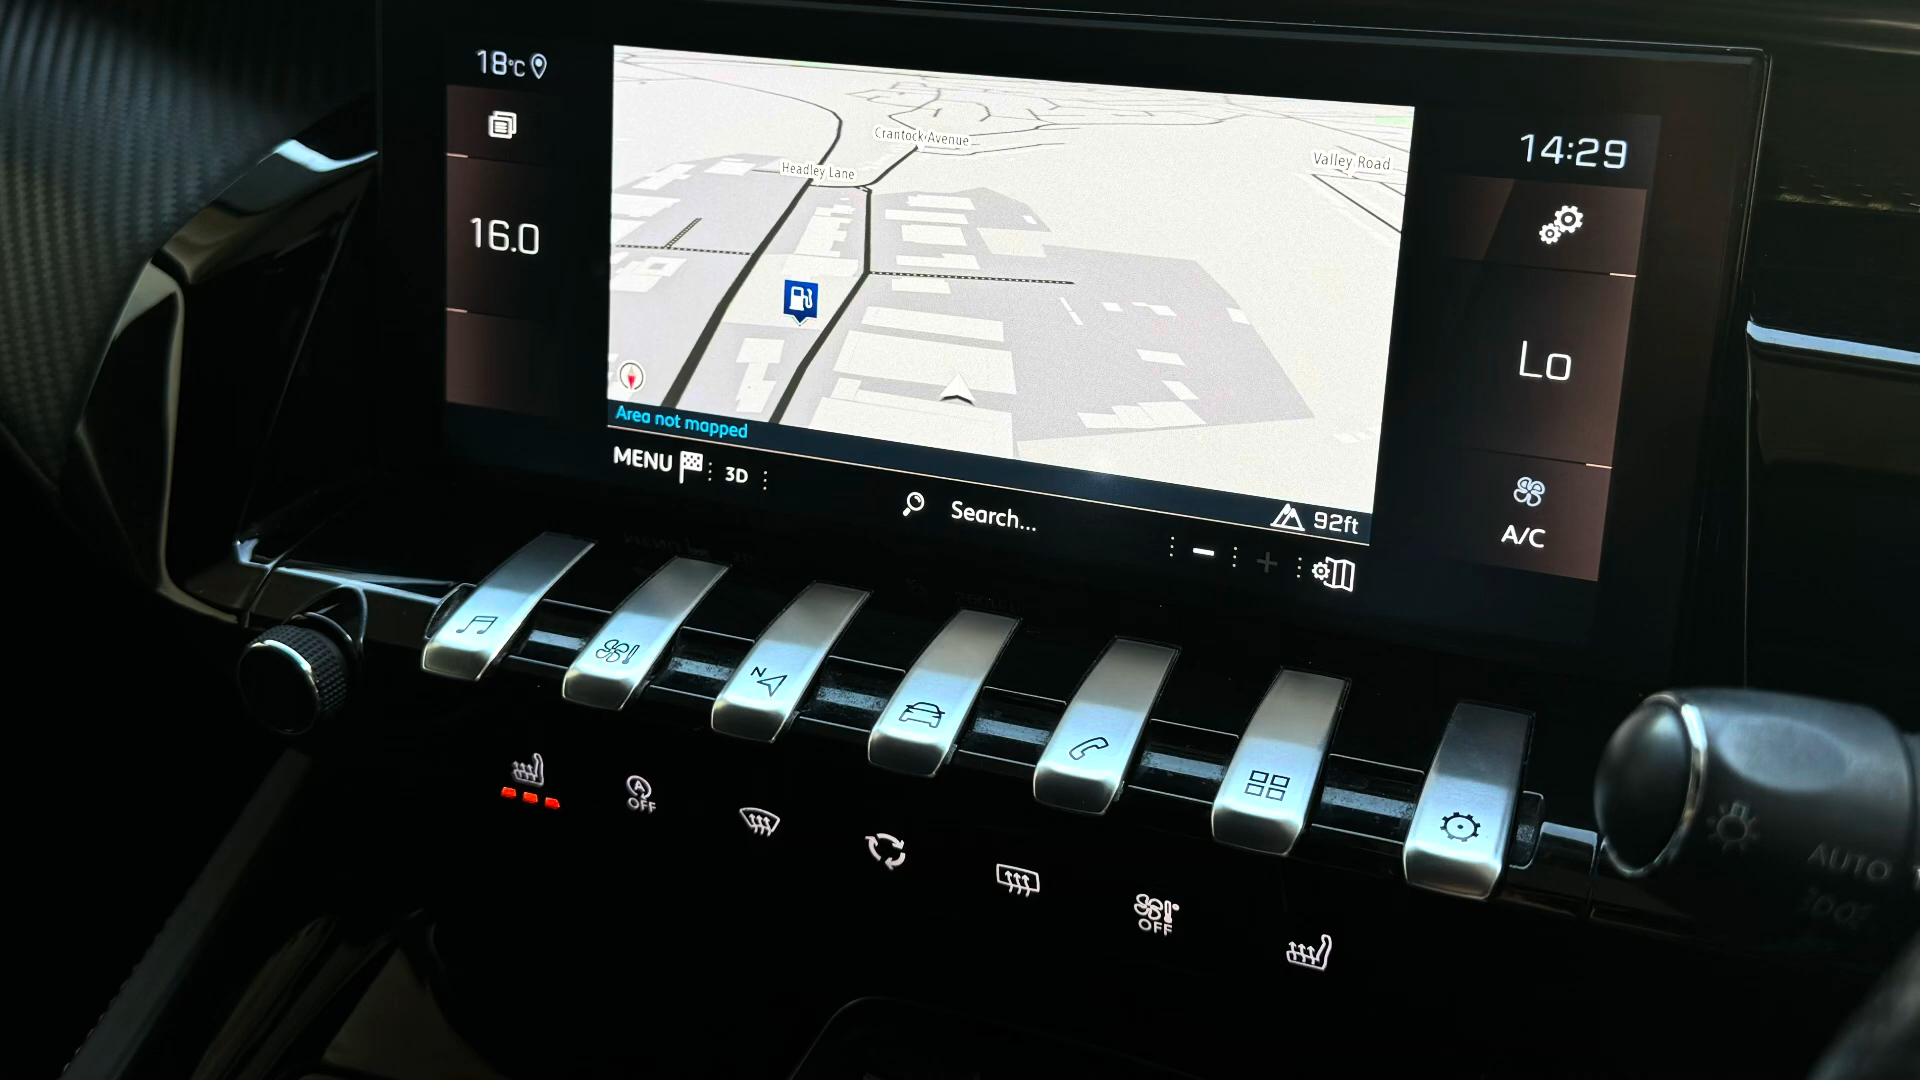 18°C
14:29
Crantock Avenue
Headley Lane
Valley Road
16.0
Lo
Area not mapped
MENU
3D
Search...
92ft
A/C
N
A
OFF
OFF
AUTO